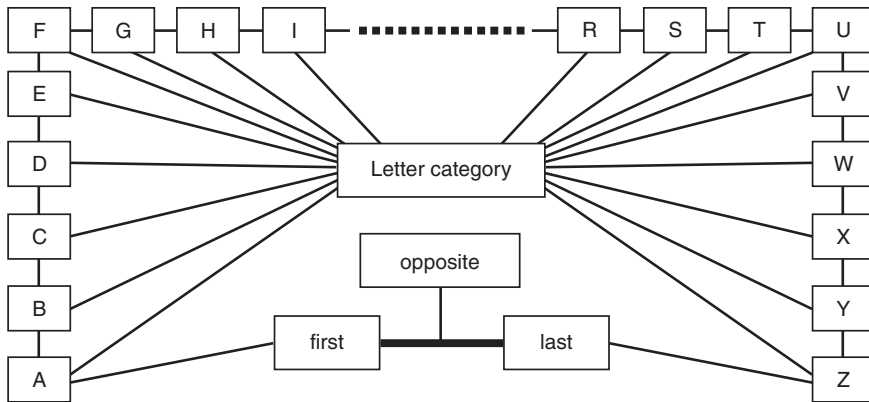 F G H I R S T U
E V
D Letter category W
C X
opposite
B Y
first last
A Z